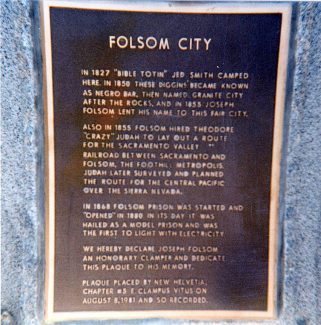 FOLSOM CITY
IN 1827 "BIBLE TOTIN" JED SMITH CAMPED
HERE. IN 1850 THESE DIGGINS BECAME KNOWN
AS NEGRO BAR, THEN NAMED GRANITE CITY
AFTER THE ROCKS, AND IN 1855 JOSEPH
FOLSOM LENT HIS NAME TO THIS FAIR CITY.
ALSO IN 1855 FOLSOM HIRED THEODORE
"CRAZY" JUDAH TO LAY OUT A ROUTE
FOR THE SACRAMENTO VALLEY
RAILROAD BETWEEN SACRAMENTO AND
FOLSOM, THE FOOTHILL METROPOLIS.
JUDAH LATER SURVEYED AND PLANNED
THE ROUTE FOR THE CENTRAL PACIFIC
OVER THE SIERRA NEVADA.
IN 1868 FOLSOM PRISON WAS STARTED AND
"OPENED" IN 1880. IN ITS DAY IT WAS
HAILED AS A MODEL PRISON AND WAS
THE FIRST TO LIGHT WITH ELECTRICITY.
WE HEREBY DECLARE JOSEPH FOLSOM
AN HONORARY CLAMPER AND DEDICATE
THIS PLAQUE TO HIS MEMORY.
PLAQUE PLACED BY NEW HELVETIA,
CHAPTER #5 E CLAMPUS VITUS ON
AUGUST 8, 1981 AND SO RECORDED.